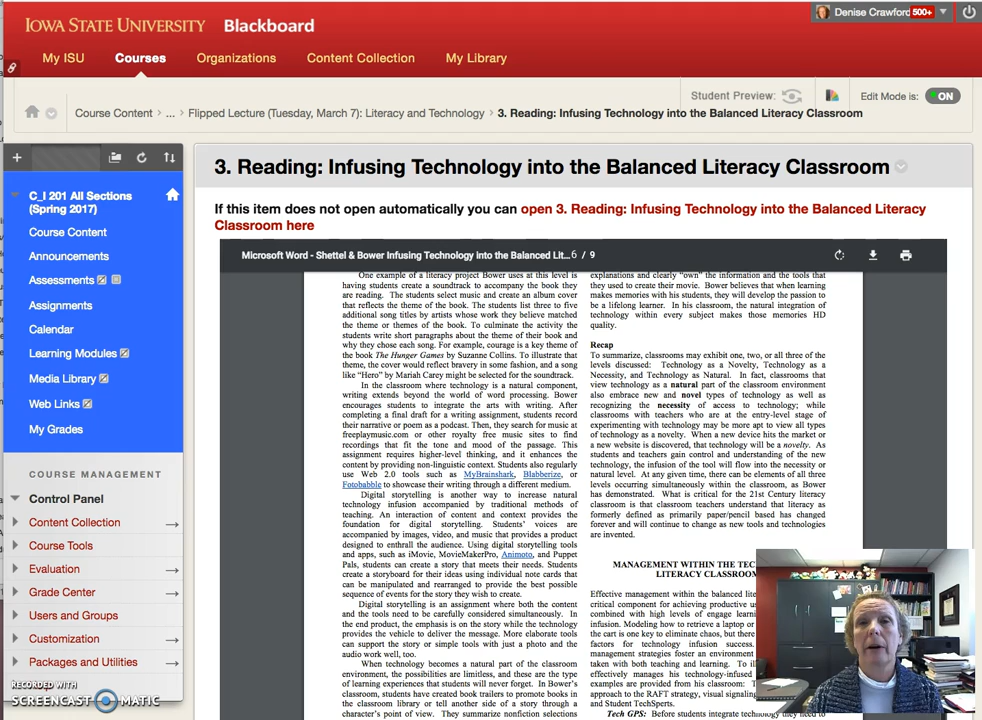 IOWA STATE UNIVERSITY Blackboard
Denise Crawford 500+
My ISU Courses Organizations Content Collection My Library
Student Preview: Edit Mode is: ON
Course Content ... Flipped Lecture (Tuesday, March 7): Literacy and Technology 3. Reading: Infusing Technology into the Balanced Literacy Classroom
C_I 201 All Sections
(Spring 2017)
Course Content
Announcements
Assessments
Assignments
Calendar
Learning Modules
Media Library
Web Links
My Grades
COURSE MANAGEMENT
Control Panel
Content Collection
Course Tools
Evaluation
Grade Center
Users and Groups
Customization
Packages and Utilities
RECORDED WITH
SCREENCAST MATIC
3. Reading: Infusing Technology into the Balanced Literacy Classroom
If this item does not open automatically you can open 3. Reading: Infusing Technology into the Balanced Literacy
Classroom here
Microsoft Word - Shettel & Bower Infusing Technology into the Balanced Lit... 6 / 9
One example of a literacy project Bower uses at this level is
having students create a soundtrack to accompany the book they
are reading. The students select music and create an album cover
that reflects the theme of the book. The students list three to five
additional song titles by artists whose work they believe matched
the theme or themes of the book. To culminate the activity the
students write short paragraphs about the theme of their book and
why they chose each song. For example, courage is a key theme of
the book The Hunger Games by Suzanne Collins. To illustrate that
theme, the cover would reflect bravery in some fashion, and a song
like "Hero" by Mariah Carey might be selected for the soundtrack.
In the classroom where technology is a natural component,
writing extends beyond the world of word processing. Bower
encourages students to integrate the arts with writing. After
completing a final draft for a writing assignment, students record
their narrative or poem as a podcast. Then, they search for music at
freeplaymusic.com or other royalty free music sites to find
recordings that fit the tone and mood of the passage. This
assignment requires higher-level thinking, and it enhances the
content by providing non-linguistic context. Students also regularly
use Web 2.0 tools such as MyBrainshark, Blabberize, or
Fotobabble to showcase their writing through a different medium.
Digital storytelling is another way to increase natural
technology infusion accompanied by traditional methods of
teaching. An interaction of content and context provides the
foundation for digital storytelling. Students' voices are
accompanied by images, video, and music that provides a product
designed to enthrall the audience. Using digital storytelling tools
and apps, such as iMovie, MovieMakerPro, Animoto, and Puppet
Pals, students can create a story that meets their needs. Students
create a storyboard for their ideas using individual note cards that
can be manipulated and rearranged to provide the best possible
sequence of events for the story they wish to create.
Digital storytelling is an assignment where both the content
and the tools need to be carefully considered simultaneously. In
the end product, the emphasis is on the story while the technology
provides the vehicle to deliver the message. More elaborate tools
can support the story or simple tools with just a photo and the
audio work well, too.
When technology becomes a natural part of the classroom
environment, the possibilities are limitless, and these are the type
of learning experiences that students will never forget. In Bower's
classroom, students have created book trailers to promote books in
the classroom library or tell another side of a story through a
character's point of view. They summarize nonfiction selections
explanations and clearly "own" the information and the tools that
they used to create their movie. Bower believes that when learning
makes memories with his students, they will develop the passion to
be a lifelong learner. In his classroom, the natural integration of
technology within every subject makes those memories HD
quality.
Recap
To summarize, classrooms may exhibit one, two, or all three of the
levels discussed: Technology as a Novelty, Technology as a
Necessity, and Technology as Natural. In fact, classrooms that
view technology as a natural part of the classroom environment
also embrace new and novel types of technology as well as
recognizing the necessity of access to technology; while
classrooms with teachers who are at the entry-level stage of
experimenting with technology may be more apt to view all types
of technology as a novelty. When a new device hits the market or
a new website is discovered, that technology will be a novelty. As
students and teachers gain control and understanding of the new
technology, the infusion of the tool will flow into the necessity or
natural level. At any given time, there can be elements of all three
levels occurring simultaneously within the classroom, as Bower
has demonstrated. What is critical for the 21st Century literacy
classroom is that classroom teachers understand that literacy as
formerly defined as primarily paper/pencil based has changed
forever and will continue to change as new tools and technologies
are invented.
MANAGEMENT WITHIN THE TEC
LITERACY CLASSROOM
Effective management within the balanced lite
critical component for achieving productive u
combined with high levels of engage learni
infusion. Modeling how to retrieve a laptop or
the cart is one key to eliminate chaos, but there
factors for technology infusion success.
management strategies foster an environment
taken with both teaching and learning. To il
effectively manages his technology-infused
examples are provided from his classroom: T
approach to the RAFT strategy, visual signaling
and Student TechSperts.
Tech GPS: Before students integrate technology they need to